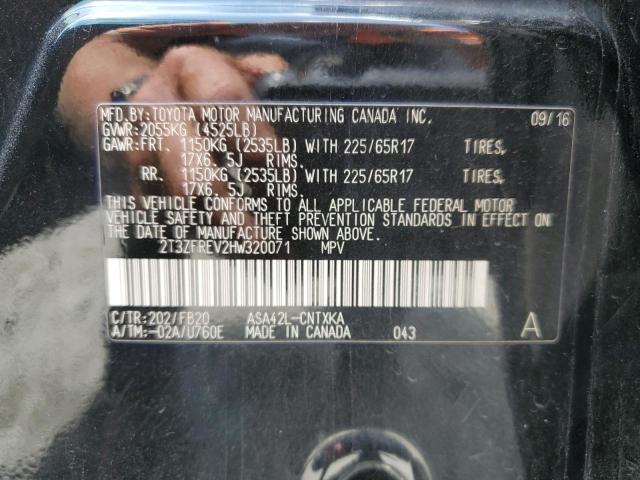 MFD.BY:TOYOTA MOTOR MANUFACTURING CANADA INC. 09/16
GVWR:2055KG (4525LB)
GAWR:FRT. 1150KG (2535LB) WITH 225/65R17 TIRES,
17X6. 5J RIMS.
RR. 1150KG (2535LB) WITH 225/65R17 TIRES,
17X6. 5J RIMS.
THIS VEHICLE CONFORMS TO ALL APPLICABLE FEDERAL MOTOR
VEHICLE SAFETY AND THEFT PREVENTION STANDARDS IN EFFECT ON
THE DATE OF MANUFACTURE SHOWN ABOVE.
2T3ZFREV2HW320071 MPV
C/TR:202/FB20 ASA42L-CNTXKA
A/TM:-02A/U760E MADE IN CANADA 043 A